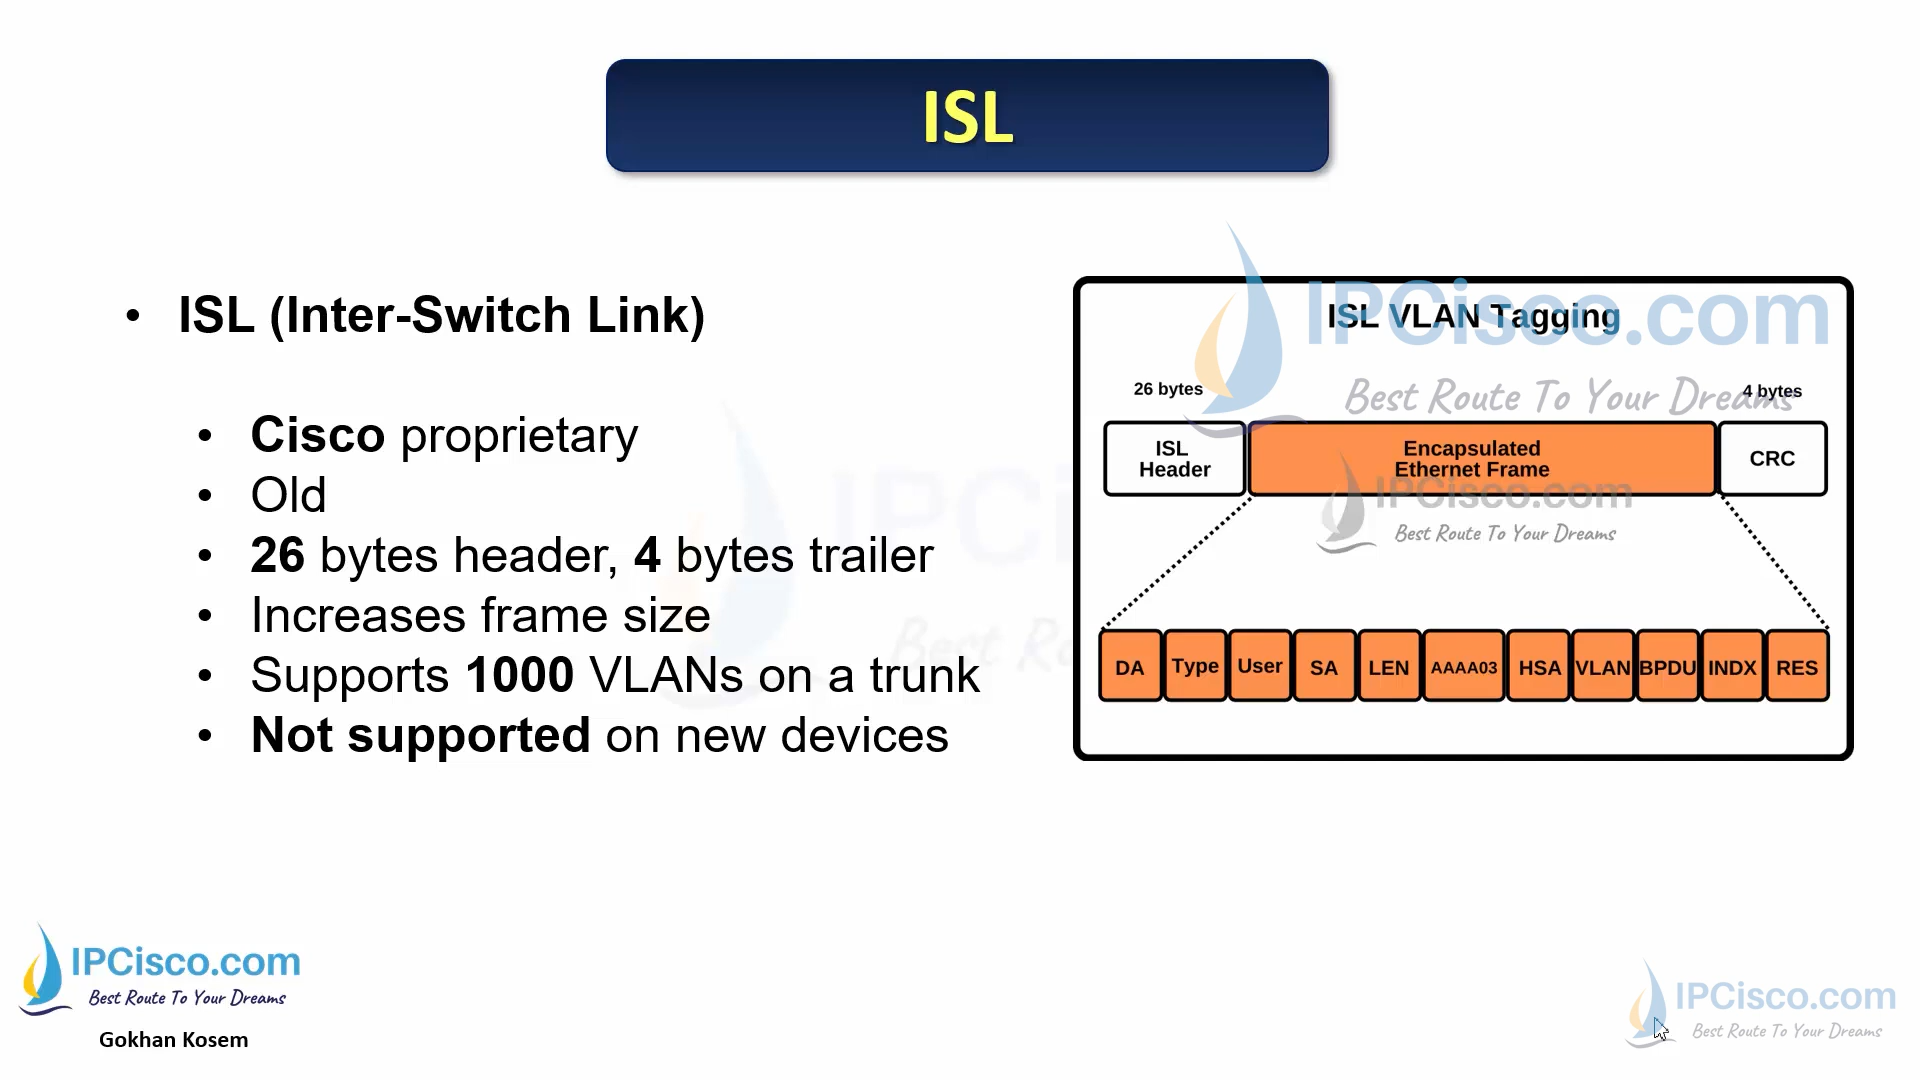 ISL
• ISL (Inter-Switch Link)
• Cisco proprietary
• Old
• 26 bytes header, 4 bytes trailer
• Increases frame size
• Supports 1000 VLANs on a trunk
• Not supported on new devices
ISL VLAN Tagging
IPCisco.com
Best Route To Your Dreams
26 bytes
4 bytes
ISL
Header
Encapsulated
Ethernet Frame
CRC
IPCisco.com
Best Route To Your Dreams
DA Type User SA LEN AAAA03 HSA VLAN BPDU INDX RES
IPCi
Best Ro
IPCisco.com
Best Route To Your Dreams
Gokhan Kosem
IPCisco.com
Best Route To Your Dreams